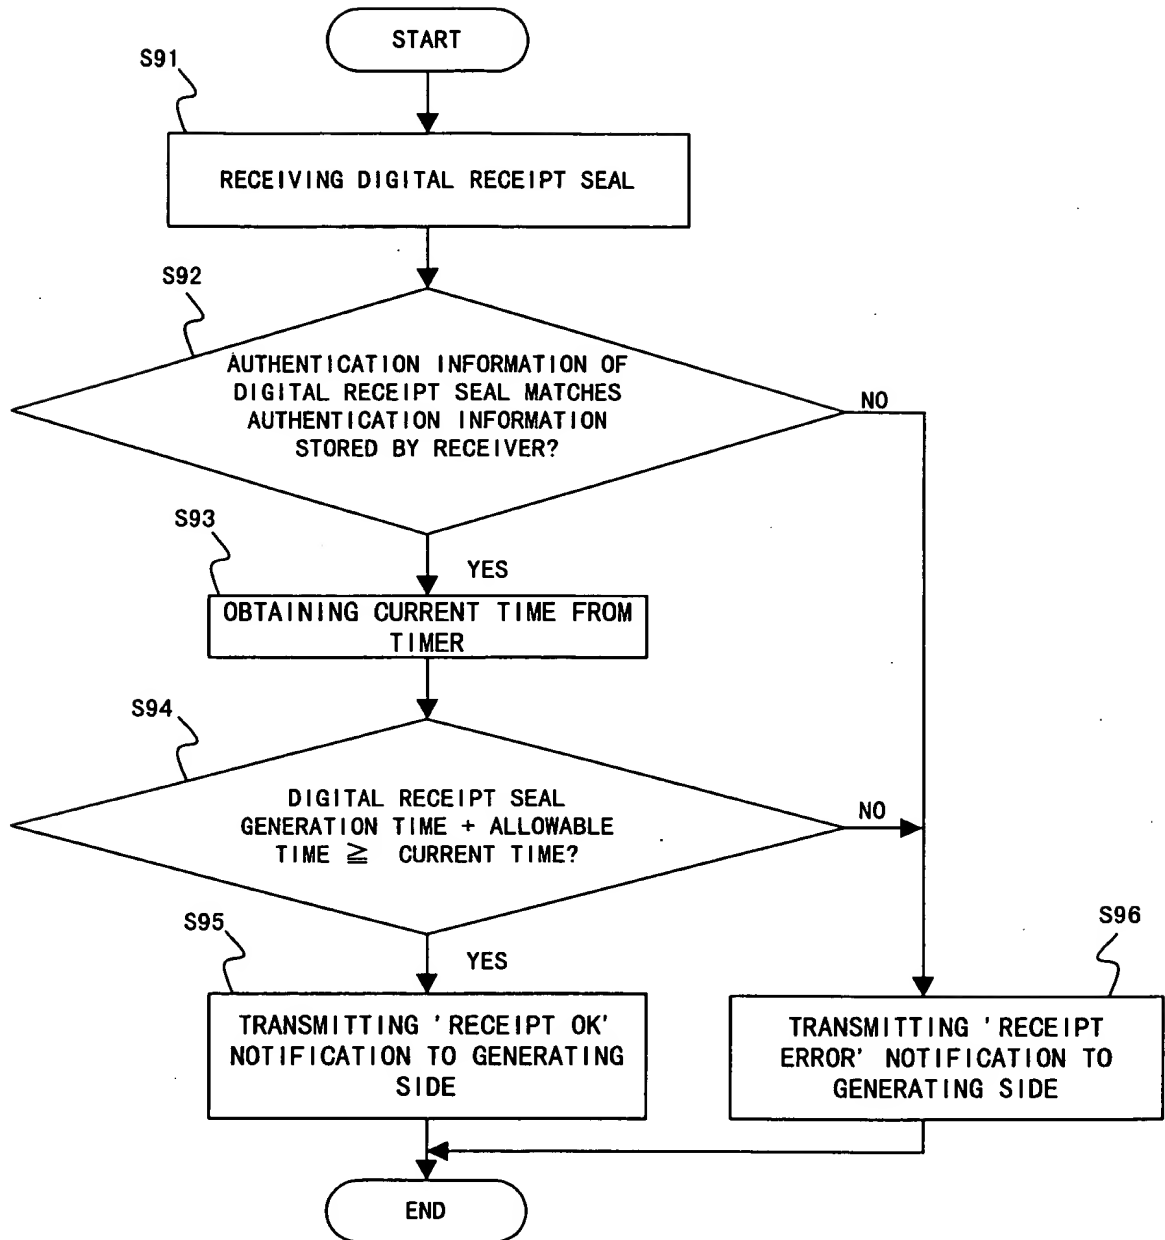 START
S91
RECEIVING DIGITAL RECEIPT SEAL
S92
AUTHENTICATION INFORMATION OF
DIGITAL RECEIPT SEAL MATCHES
AUTHENTICATION INFORMATION
STORED BY RECEIVER?
NO
S93
YES
OBTAINING CURRENT TIME FROM
TIMER
S94
DIGITAL RECEIPT SEAL
GENERATION TIME + ALLOWABLE
TIME ≧ CURRENT TIME?
NO
S95
YES
S96
TRANSMITTING 'RECEIPT OK'
NOTIFICATION TO GENERATING
SIDE
TRANSMITTING 'RECEIPT
ERROR' NOTIFICATION TO
GENERATING SIDE
END